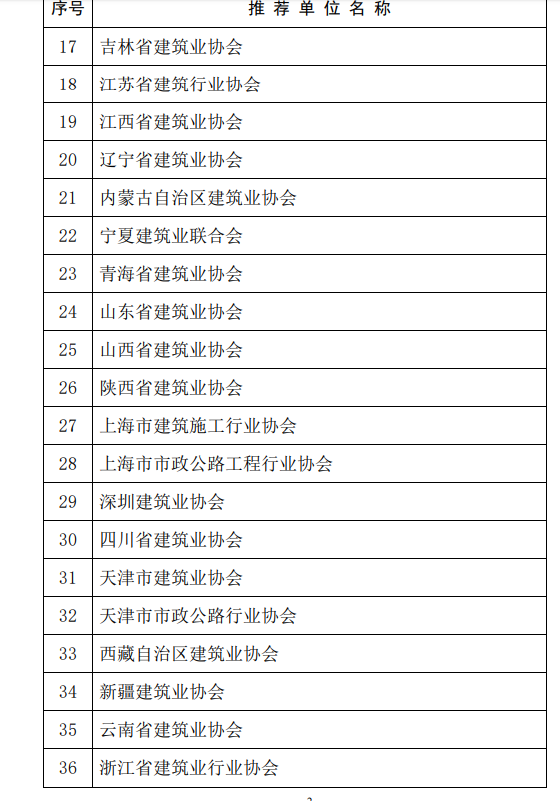 序号 推荐单位名称
17 吉林省建筑业协会
18 江苏省建筑行业协会
19 江西省建筑业协会
20 辽宁省建筑业协会
21 内蒙古自治区建筑业协会
22 宁夏建筑业联合会
23 青海省建筑业协会
24 山东省建筑业协会
25 山西省建筑业协会
26 陕西省建筑业协会
27 上海市建筑施工行业协会
28 上海市市政公路工程行业协会
29 深圳建筑业协会
30 四川省建筑业协会
31 天津市建筑业协会
32 天津市市政公路行业协会
33 西藏自治区建筑业协会
34 新疆建筑业协会
35 云南省建筑业协会
36 浙江省建筑业行业协会